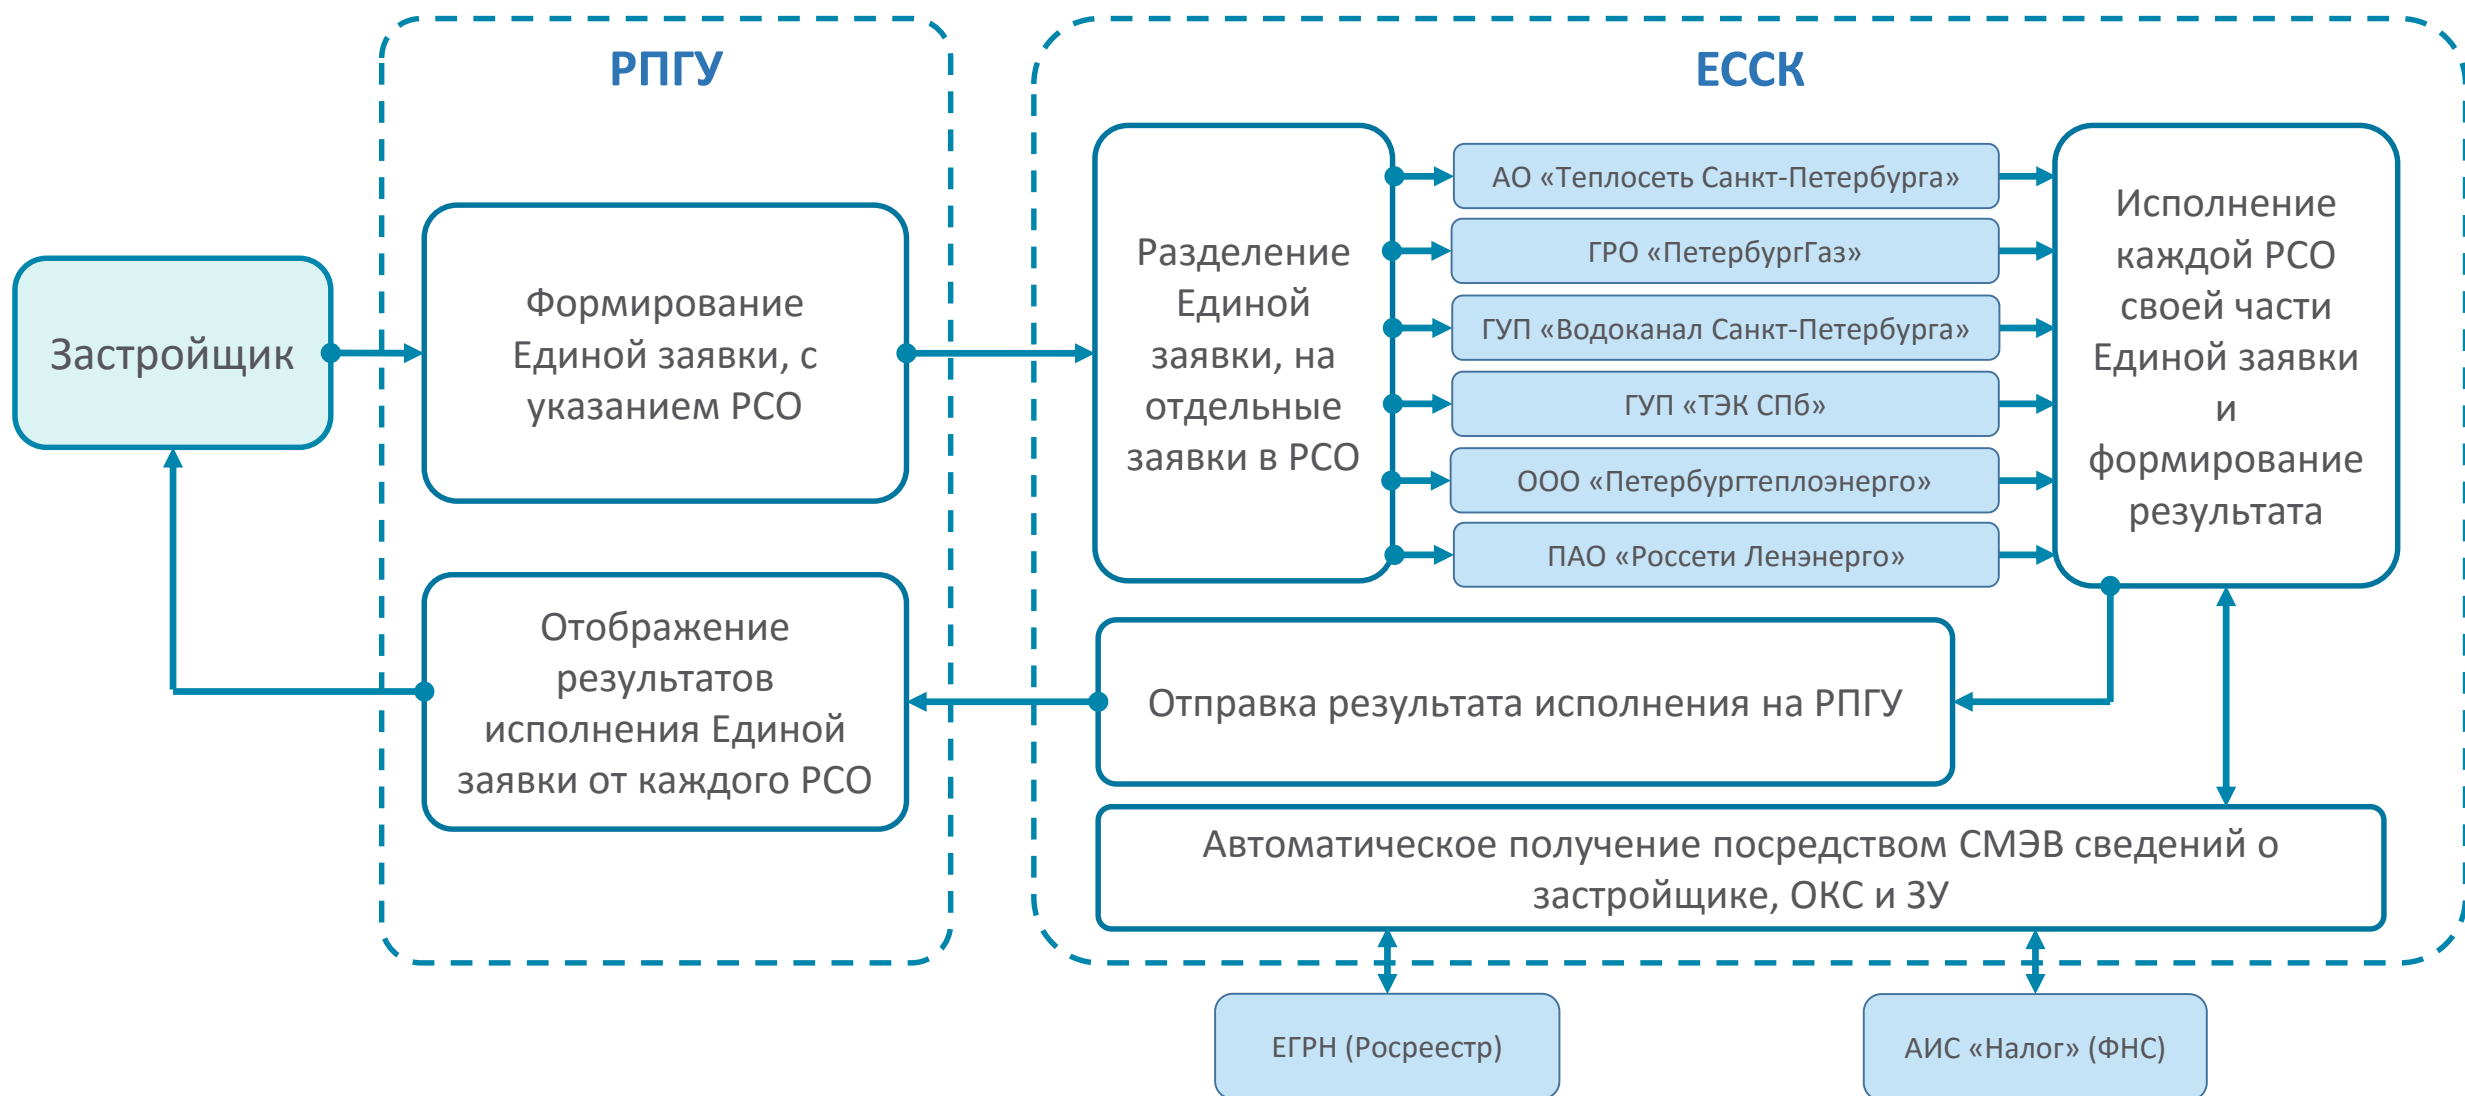 РПГУ
ЕССК
Застройщик
Формирование
Единой заявки, с
указанием РСО
Разделение
Единой
заявки, на
отдельные
заявки в РСО
АО «Теплосеть Санкт-Петербурга»
ГРО «ПетербургГаз»
ГУП «Водоканал Санкт-Петербурга»
ГУП «ТЭК СПб»
ООО «Петербургтеплоэнерго»
ПАО «Россети Ленэнерго»
Исполнение
каждой РСО
своей части
Единой заявки
и
формирование
результата
Отображение
результатов
исполнения Единой
заявки от каждого РСО
Отправка результата исполнения на РПГУ
Автоматическое получение посредством СМЭВ сведений о
застройщике, ОКС и ЗУ
ЕГРН (Росреестр)
АИС «Налог» (ФНС)